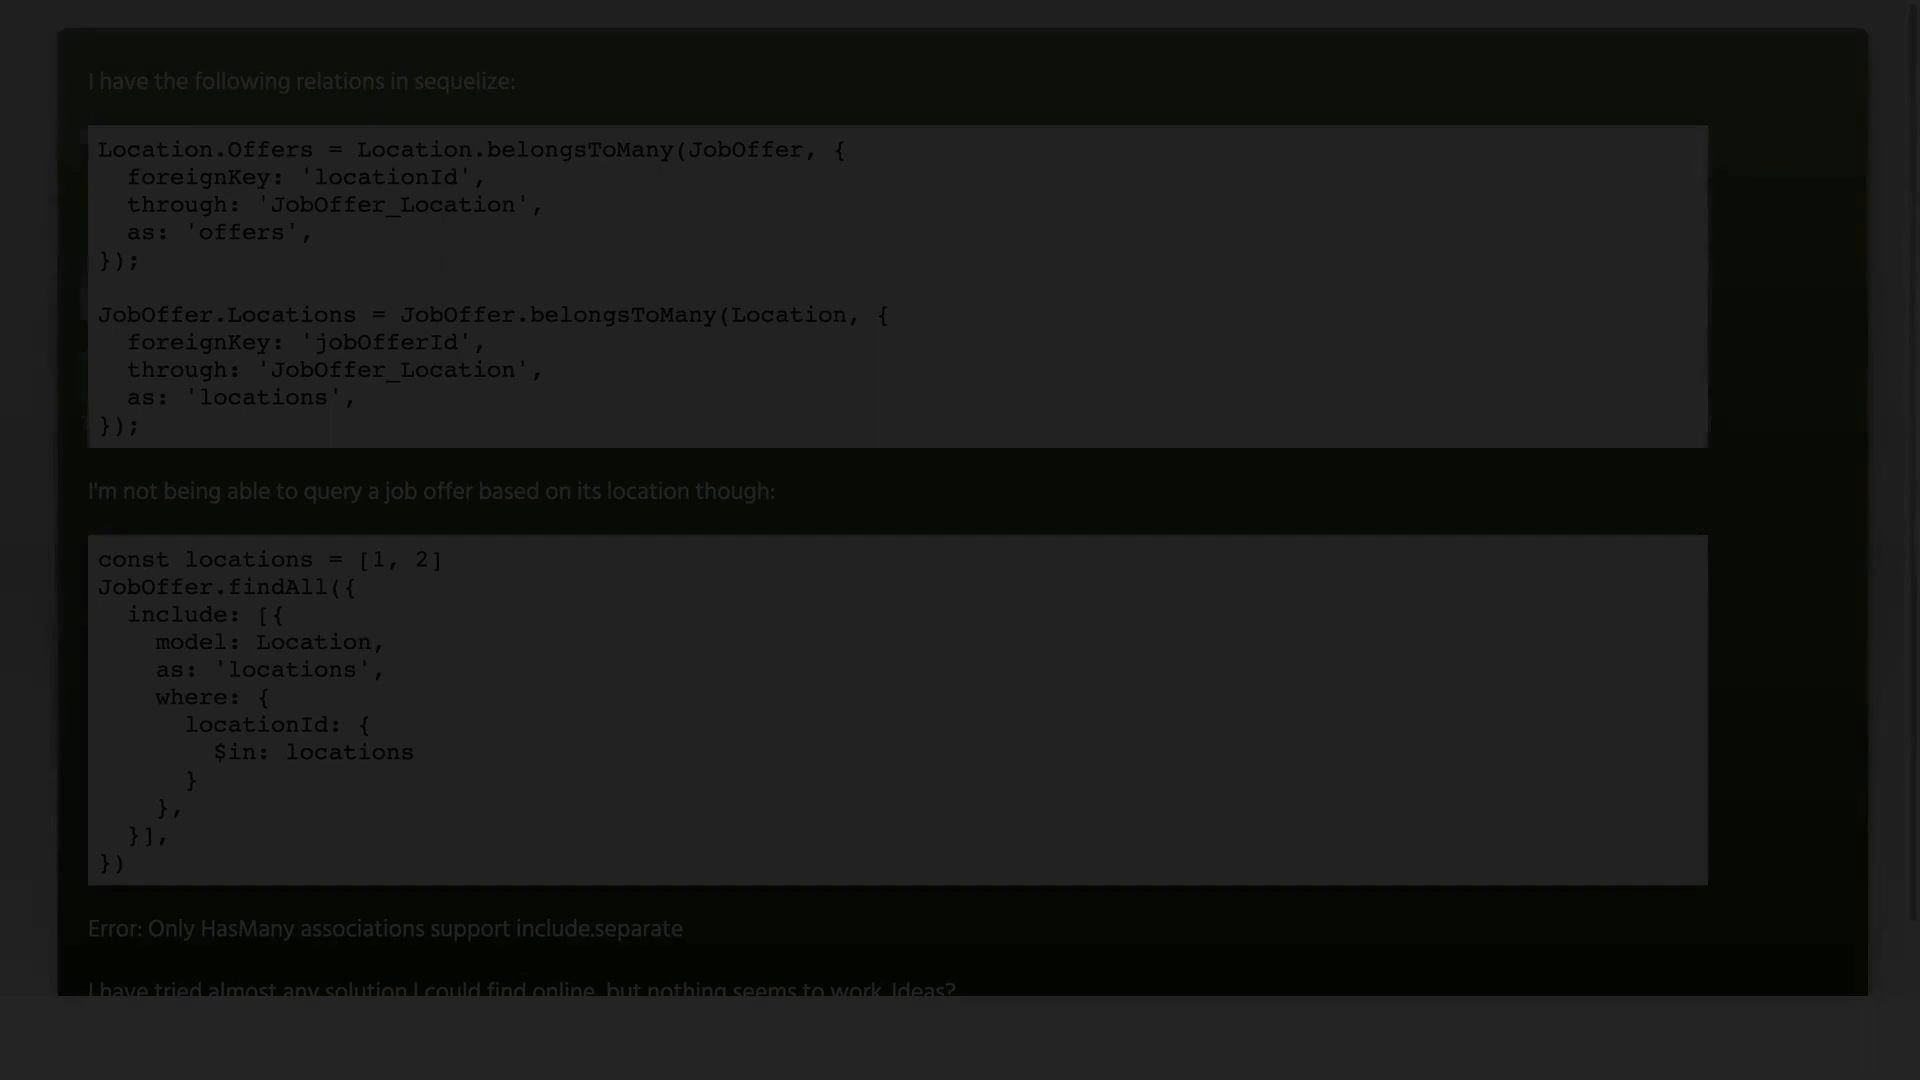 I have the following relations in sequelize:
Location.Offers = Location.belongsToMany(JobOffer, {
  foreignKey: 'locationId',
  through: 'JobOffer_Location',
  as: 'offers',
});

JobOffer.Locations = JobOffer.belongsToMany(Location, {
  foreignKey: 'jobOfferId',
  through: 'JobOffer_Location',
  as: 'locations',
});
I'm not being able to query a job offer based on its location though:
const locations = [1, 2]
JobOffer.findAll({
  include: [{
    model: Location,
    as: 'locations',
    where: {
      locationId: {
        $in: locations
      }
    },
  }],
})
Error: Only HasMany associations support include.separate
I have tried almost any solution I could find online, but nothing seems to work. Ideas?